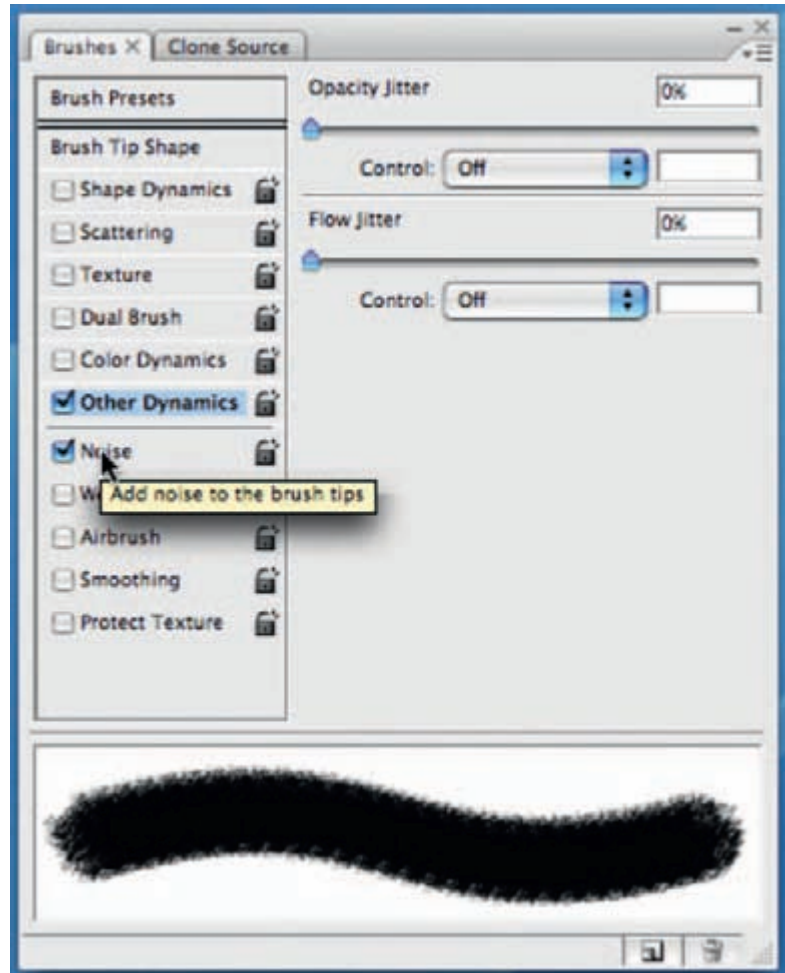 Brushes × Clone Source
Brush Presets
Brush Tip Shape
Shape Dynamics
Scattering
Texture
Dual Brush
Color Dynamics
Other Dynamics
Noise
W
Add noise to the brush tips
Airbrush
Smoothing
Protect Texture
Opacity Jitter 0%
Control: Off
Flow Jitter 0%
Control: Off